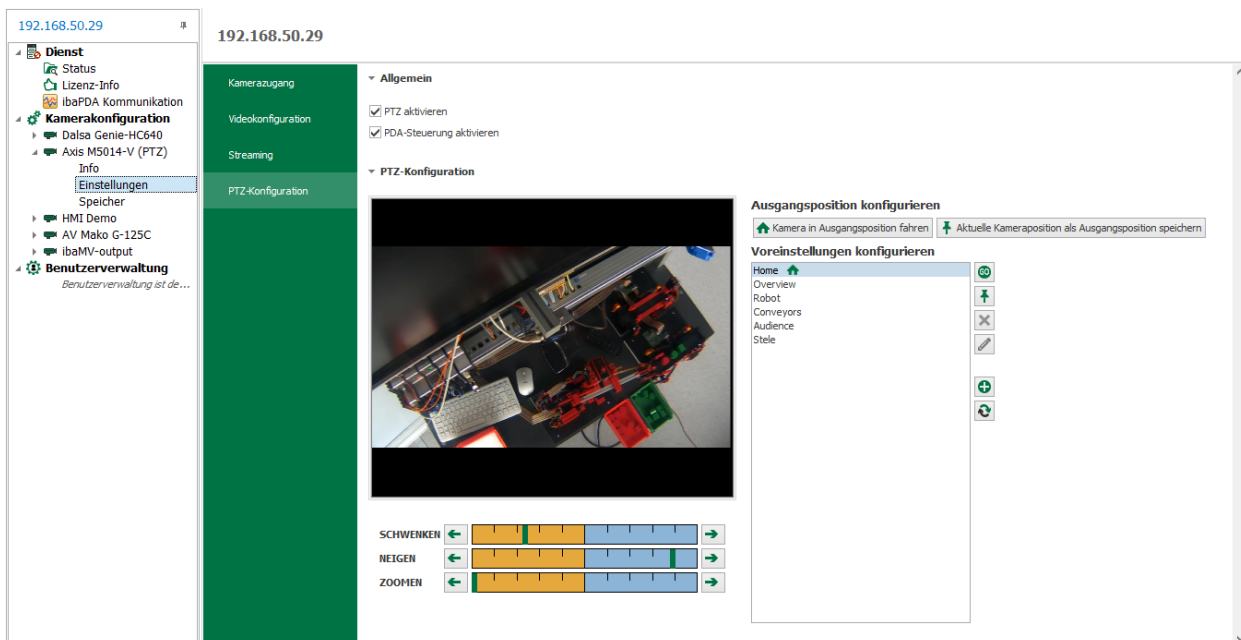 192.168.50.29
Dienst
Status
Lizenz-Info
ibaPDA Kommunikation
Kamerakonfiguration
Dalsa Genie-HC640
Axis M5014-V (PTZ)
Info
Einstellungen
Speicher
HMI Demo
AV Mako G-125C
ibaMV-output
Benutzerverwaltung
Benutzerverwaltung ist de...
192.168.50.29
Kamerazugang
Videokonfiguration
Streaming
PTZ-Konfiguration
Allgemein
PTZ aktivieren
PDA-Steuerung aktivieren
PTZ-Konfiguration
SCHWENKEN
NEIGEN
ZOOMEN
Ausgangsposition konfigurieren
Kamera in Ausgangsposition fahren Aktuelle Kameraposition als Ausgangsposition speichern
Voreinstellungen konfigurieren
Home
GO
Overview
Robot
Conveyors
Audience
Stele